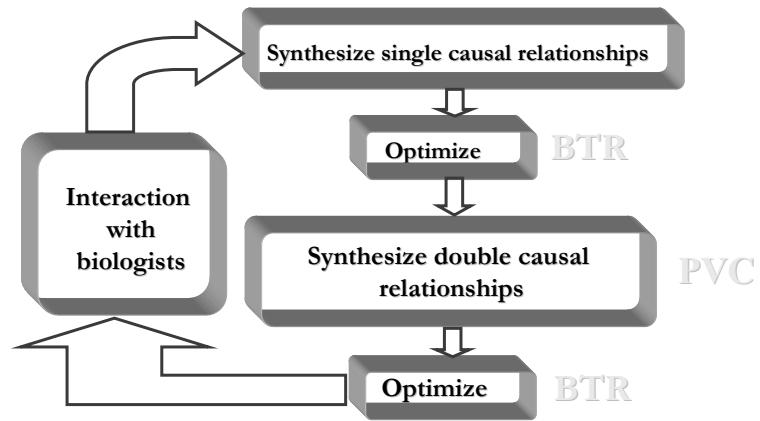 Synthesize single causal relationships
Optimize
BTR
Interaction
with
biologists
Synthesize double causal
relationships
PVC
Optimize
BTR